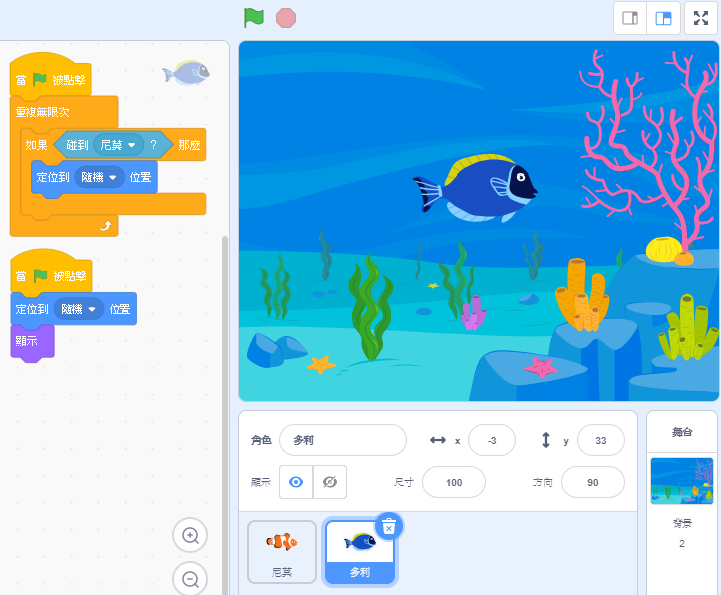 當 被點擊
重複無限次
如果 碰到 尼莫 ? 那麼
定位到 隨機 位置
當 被點擊
定位到 隨機 位置
顯示
角色 多利 x -3 y 33
顯示 尺寸 100 方向 90
尼莫
多利
舞台
背景
2